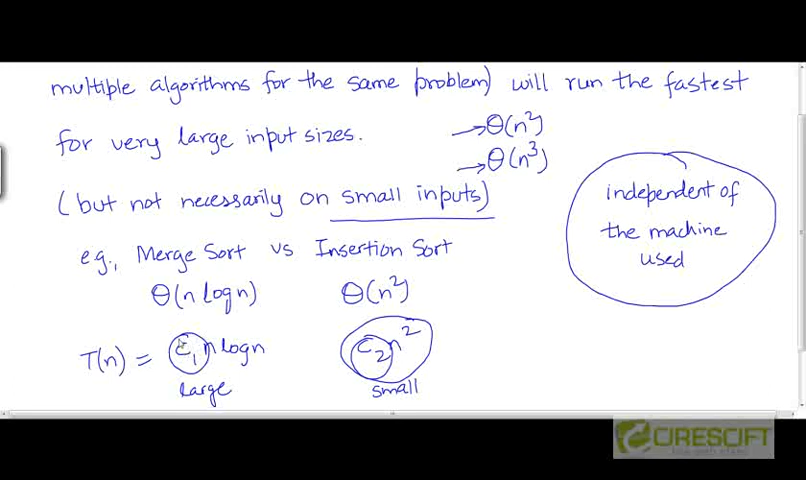 multiple algorithms for the same problem) will run the fastest
for very large input sizes.
→ Θ(n²)
→ Θ(n³)
(but not necessarily on small inputs)
independent of
the machine
used
e.g., Merge Sort vs Insertion Sort
Θ(n logn) Θ(n²)
T(n) = c₁ n logn c₂ n²
large small
CIRESCIFT